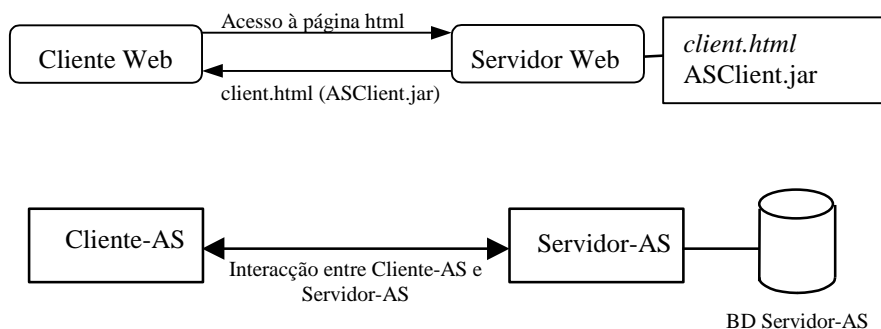 Acesso à página html
Cliente Web
Servidor Web
client.html
ASClient.jar
client.html (ASClient.jar)
Cliente-AS
Servidor-AS
Interacção entre Cliente-AS e
Servidor-AS
BD Servidor-AS